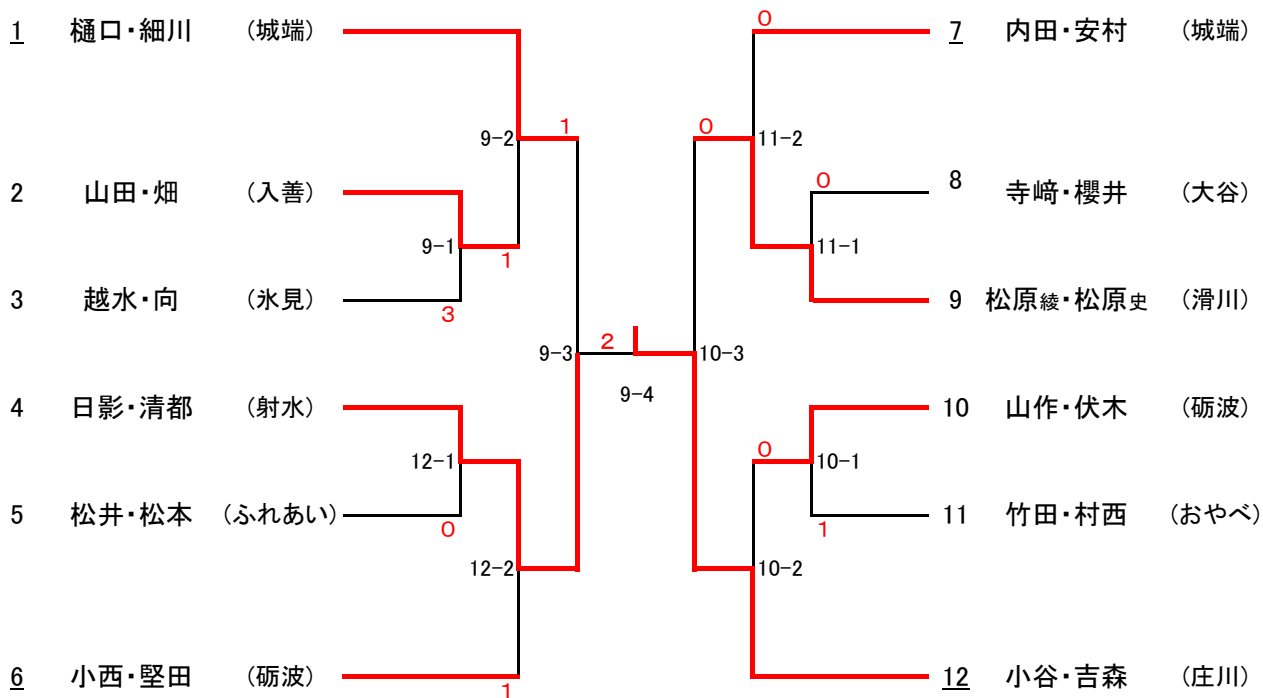 1 樋口・細川 (城端)
9-2
1
2 山田・畑 (入善)
9-1
1
3 越水・向 (氷見)
3
9-3
2
9-4
4 日影・清都 (射水)
12-1
5 松井・松本 (ふれあい)
0
12-2
6 小西・堅田 (砺波)
1
0
7 内田・安村 (城端)
0
11-2
0
8 寺﨑・櫻井 (大谷)
11-1
9 松原綾・松原史 (滑川)
10-3
10 山作・伏木 (砺波)
0
10-1
11 竹田・村西 (おやべ)
1
10-2
12 小谷・吉森 (庄川)